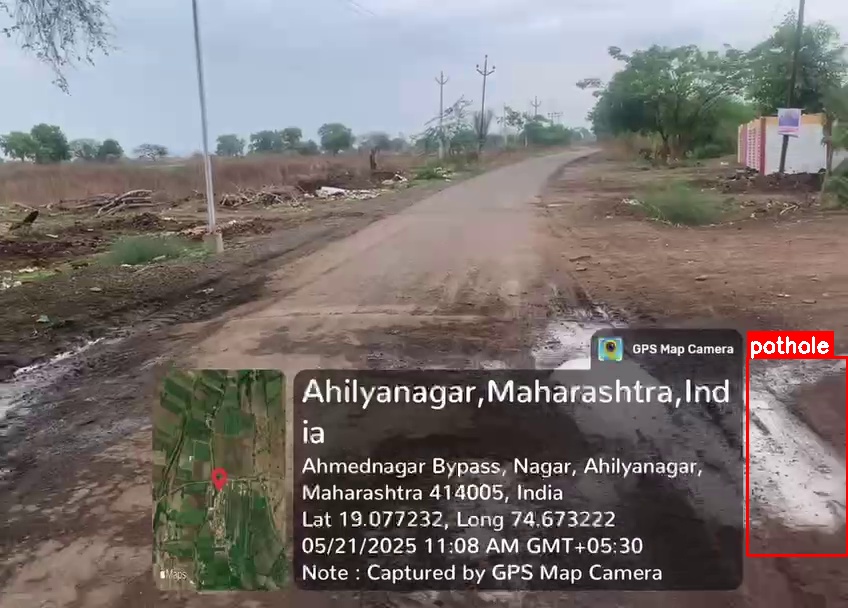 GPS Map Camera
pothole
Ahilyanagar,Maharashtra,Ind
ia
Ahmednagar Bypass, Nagar, Ahilyanagar,
Maharashtra 414005, India
Lat 19.077232, Long 74.673222
05/21/2025 11:08 AM GMT+05:30
Note : Captured by GPS Map Camera
Maps